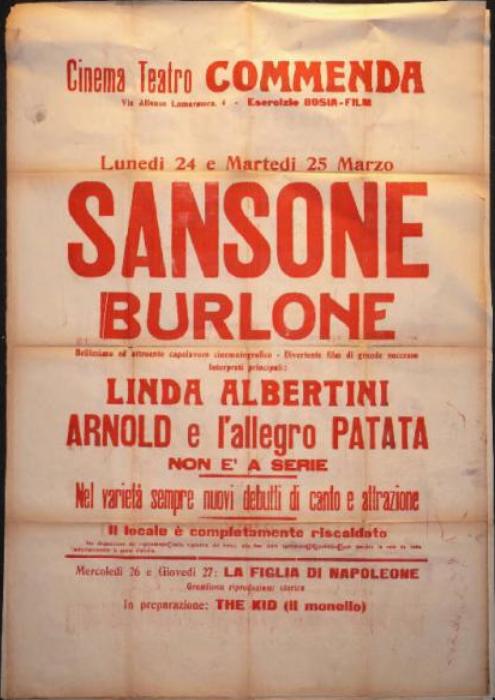 Cinema Teatro COMMENDA
Via Alfonso Lamarmora, 4 - Esercizio BOSIA-FILM
Lunedì 24 e Martedì 25 Marzo
SANSONE
BURLONE
Bellissimo ed attraente capolavoro cinematografico - Divertente film di grande successo
Interpreti principali:
LINDA ALBERTINI
ARNOLD e l'allegro PATATA
NON E' A SERIE
Nel varietà sempre nuovi debutti di canto e attrazione
Il locale è completamente riscaldato
Mercoledì 26 e Giovedì 27: LA FIGLIA DI NAPOLEONE
Grandiosa riproduzione storica
In preparazione: THE KID (Il monello)